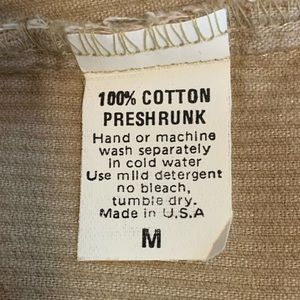 100% COTTON
PRESHRUNK
Hand or machine
wash separately
in cold water
Use mild detergent
no bleach,
tumble dry.
Made in U.S.A
M